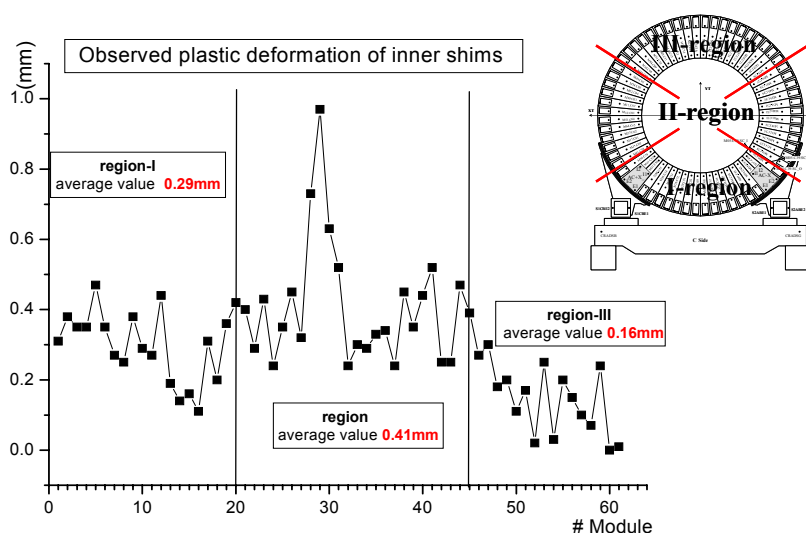 Observed plastic deformation of inner shims
(mm)
1.0
0.8
0.6
0.4
0.2
0.0
0
10
20
30
40
50
60
# Module
region-I
average value 0.29mm
region
average value 0.41mm
region-III
average value 0.16mm
III-region
II-region
I-region
C Side